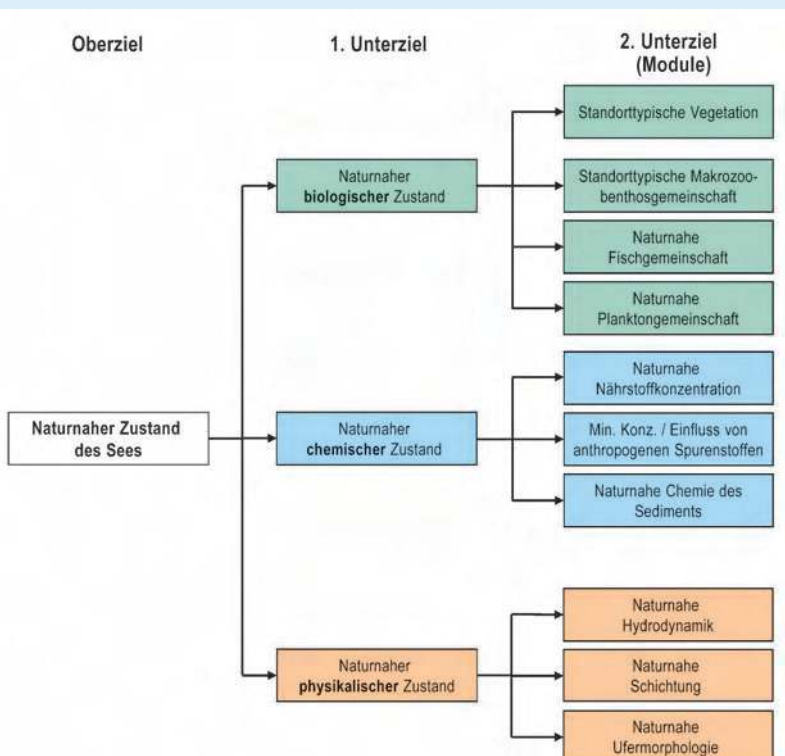 Oberziel
1. Unterziel
2. Unterziel
(Module)
Standorttypische Vegetation
Naturnaher
biologischer Zustand
Standorttypische Makrozoo-
benthosgemeinschaft
Naturnahe
Fischgemeinschaft
Naturnahe
Planktongemeinschaft
Naturnaher Zustand
des Sees
Naturnaher
chemischer Zustand
Naturnahe
Nährstoffkonzentration
Min. Konz. / Einfluss von
anthropogenen Spurenstoffen
Naturnahe Chemie des
Sediments
Naturnaher
physikalischer Zustand
Naturnahe
Hydrodynamik
Naturnahe
Schichtung
Naturnahe
Ufermorphologie